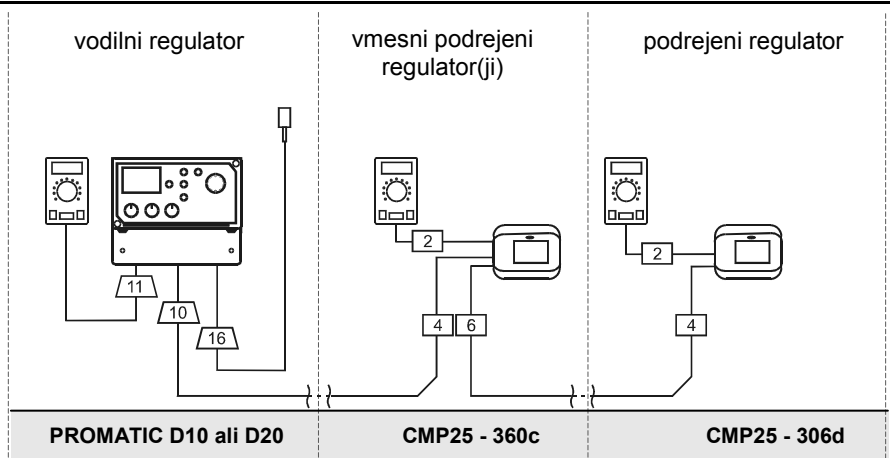 vodilni regulator
vmesni podrejeni
regulator(ji)
podrejeni regulator
2
2
11
10
16
4
6
4
PROMATIC D10 ali D20
CMP25 - 360c
CMP25 - 306d